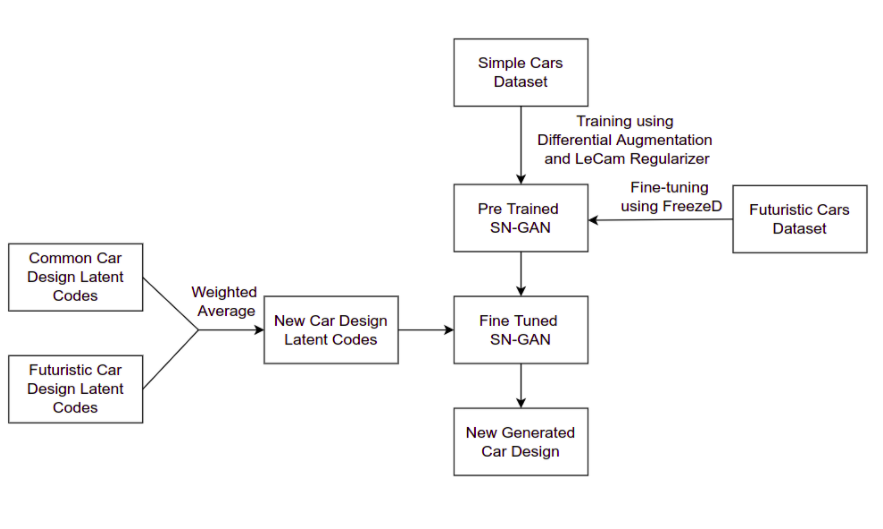 Simple Cars
Dataset
Training using
Differential Augmentation
and LeCam Regularizer
Pre Trained
SN-GAN
Fine-tuning
using FreezeD
Futuristic Cars
Dataset
Common Car
Design Latent
Codes
Futuristic Car
Design Latent
Codes
Weighted
Average
New Car Design
Latent Codes
Fine Tuned
SN-GAN
New Generated
Car Design